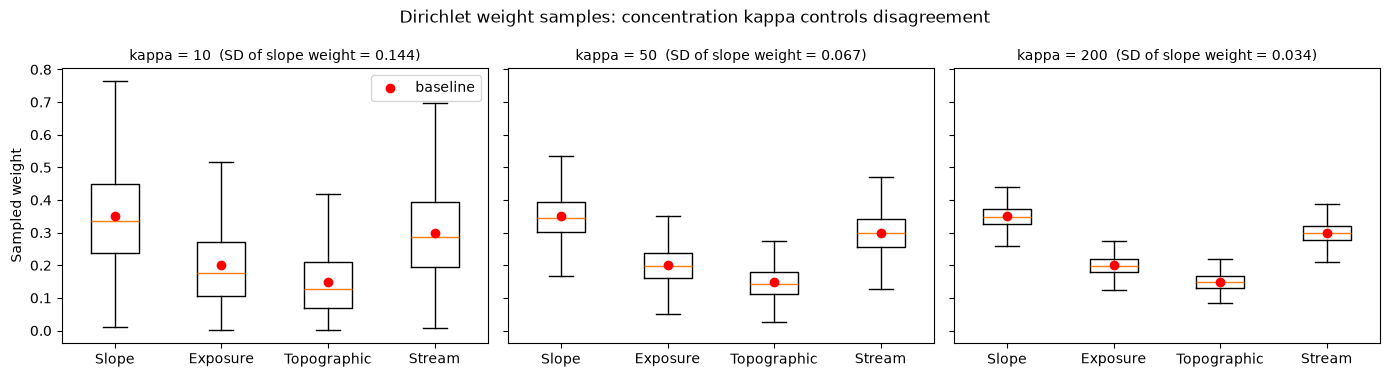 Dirichlet weight samples: concentration kappa controls disagreement
kappa = 10  (SD of slope weight = 0.144)
kappa = 50  (SD of slope weight = 0.067)
kappa = 200  (SD of slope weight = 0.034)
baseline
Sampled weight
0.8
0.7
0.6
0.5
0.4
0.3
0.2
0.1
0.0
Slope Exposure Topographic Stream
Slope Exposure Topographic Stream
Slope Exposure Topographic Stream